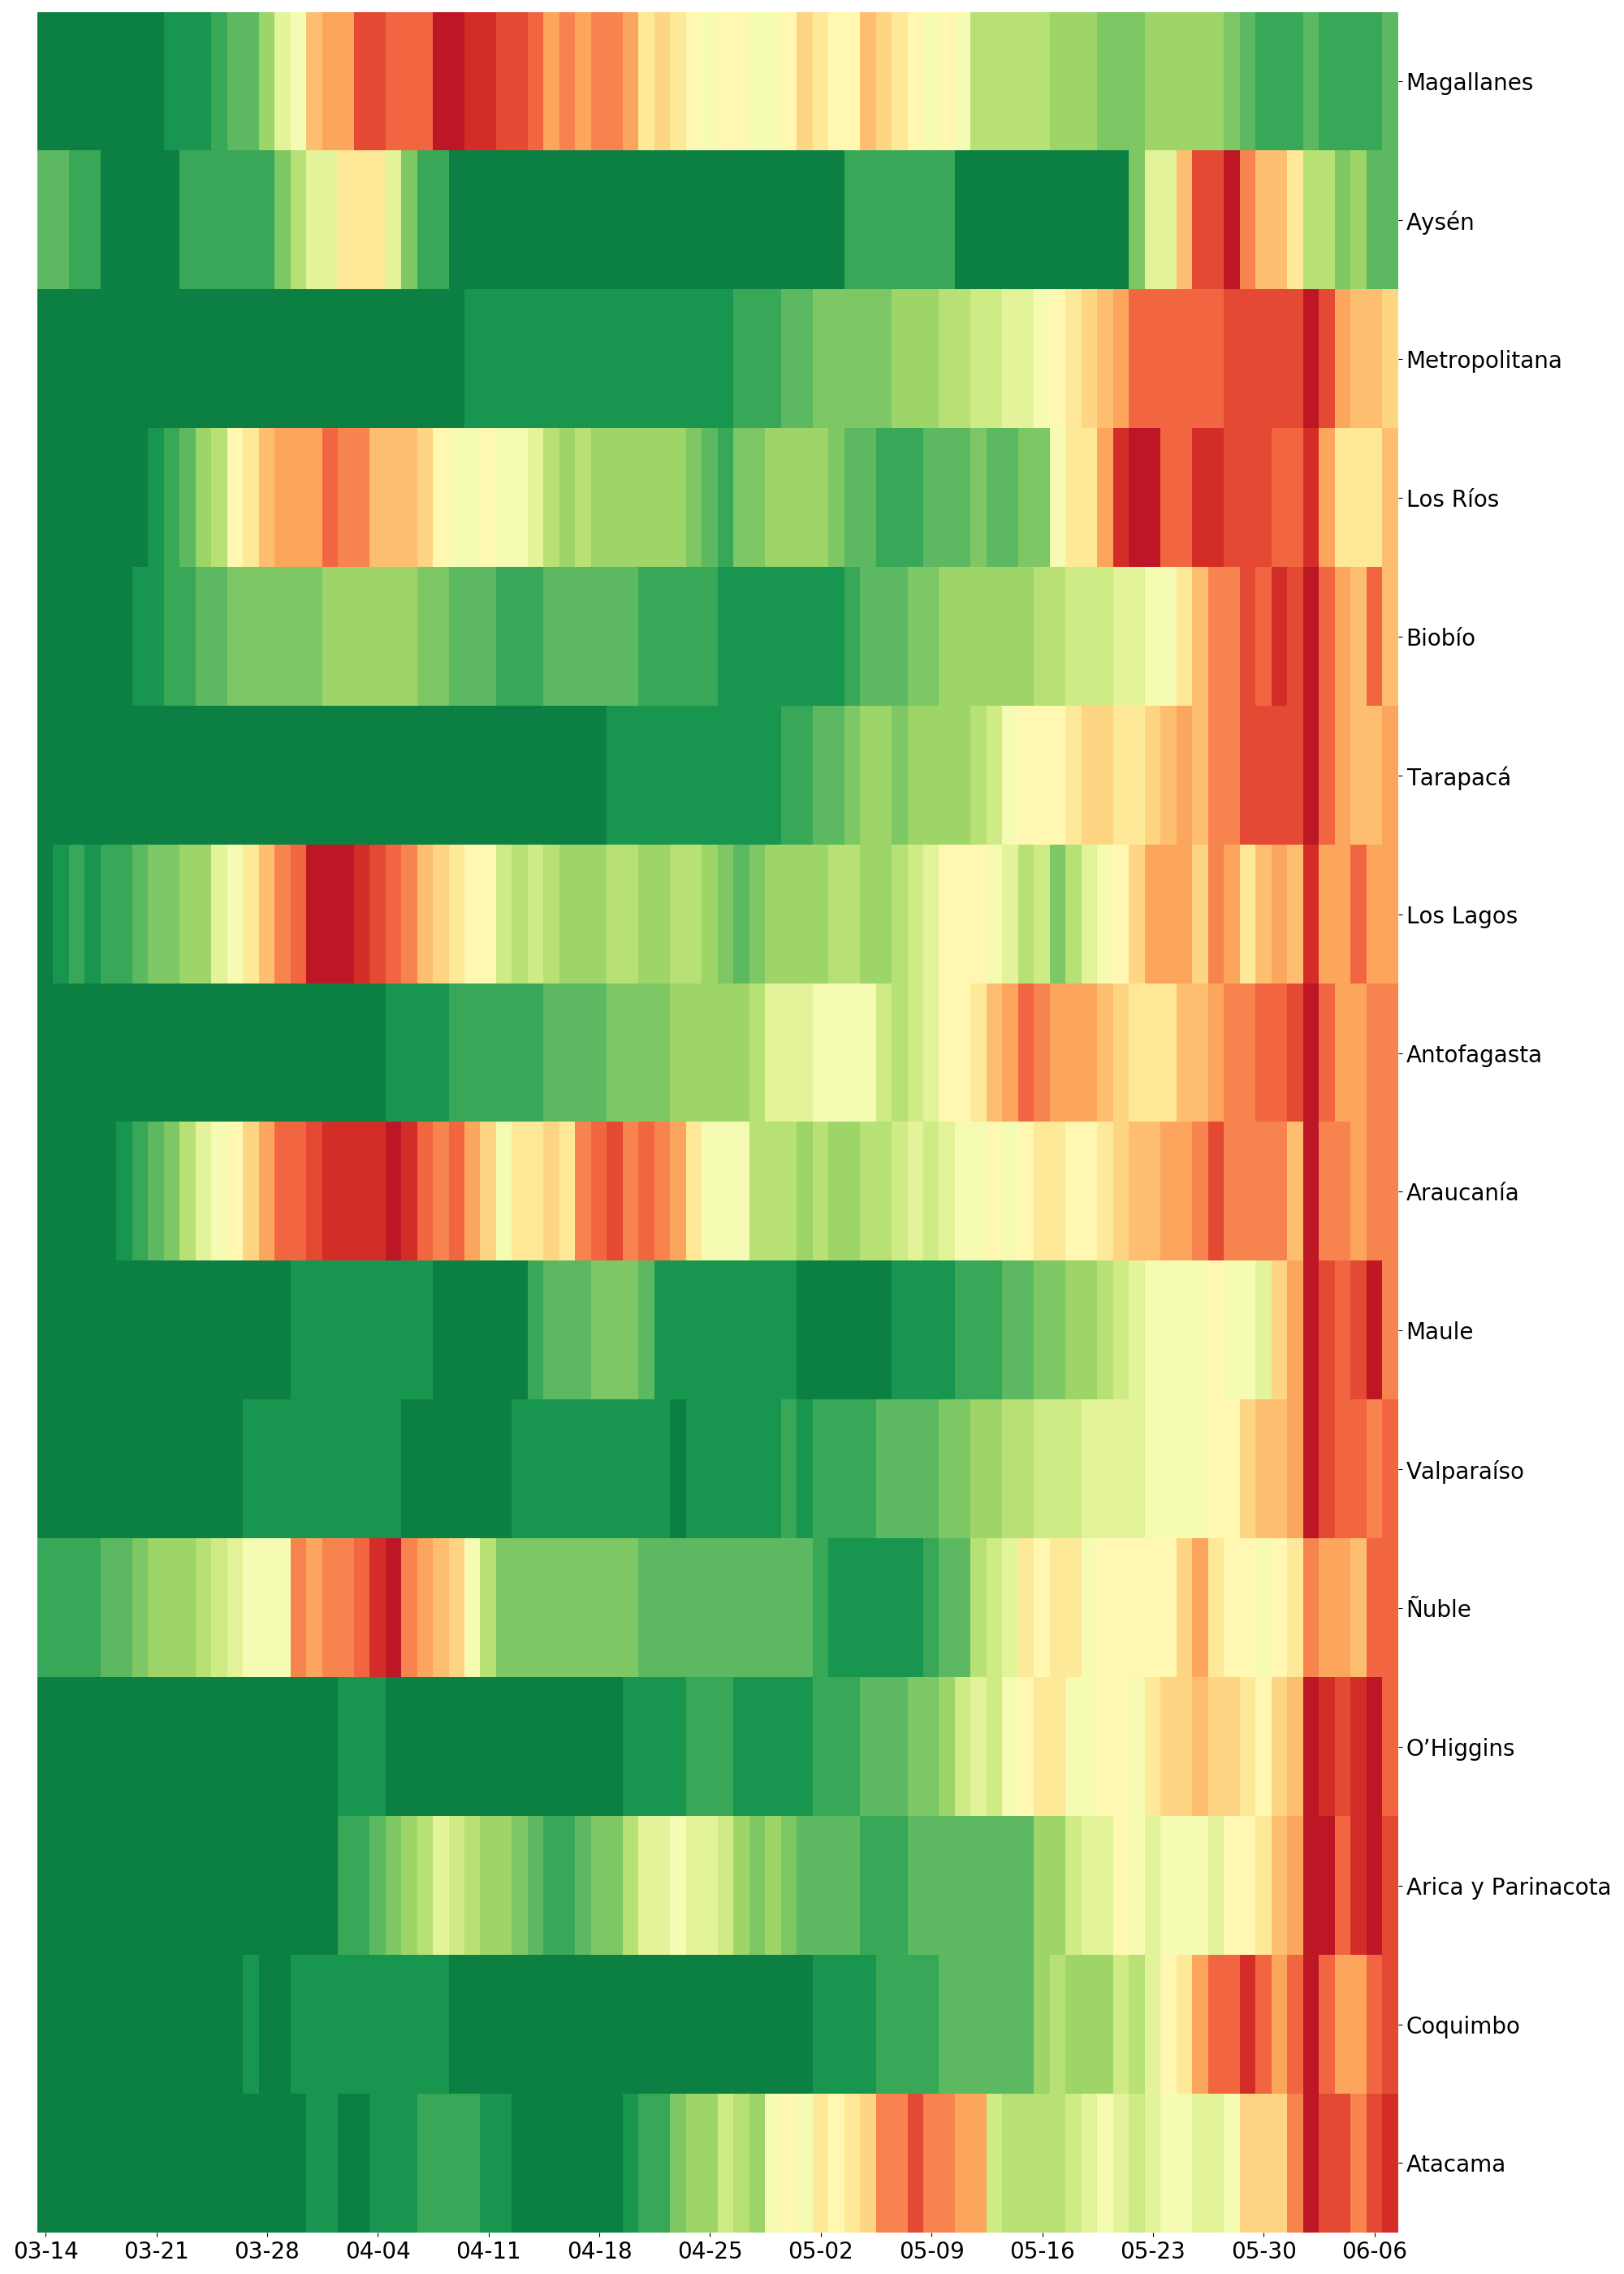 Magallanes
Aysén
Metropolitana
Los Ríos
Biobío
Tarapacá
Los Lagos
Antofagasta
Araucanía
Maule
Valparaíso
Ñuble
O’Higgins
Arica y Parinacota
Coquimbo
Atacama
03-14 03-21 03-28 04-04 04-11 04-18 04-25 05-02 05-09 05-16 05-23 05-30 06-06